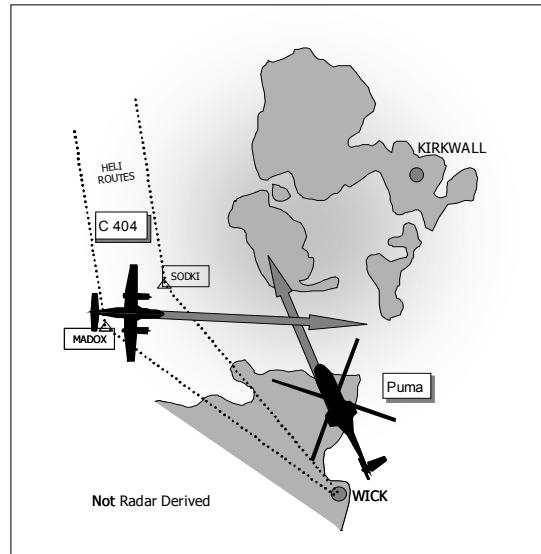 KIRKWALL
HELI
ROUTES
C 404
SODKI
MADOX
Puma
WICK
Not Radar Derived